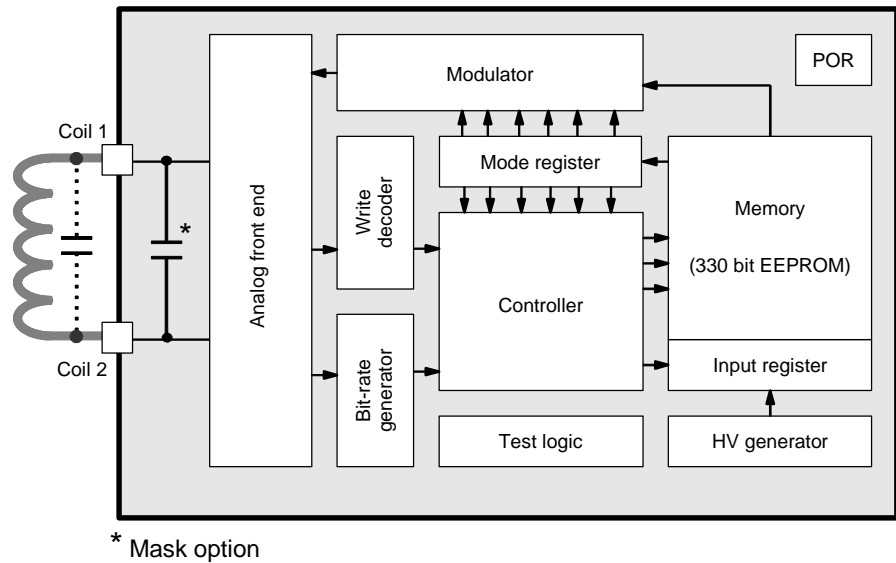 Modulator
POR
Coil 1
Mode register
Memory
(330 bit EEPROM)
*
Write
decoder
Analog front end
Controller
Coil 2
Bit-rate
generator
Input register
Test logic
HV generator
* Mask option